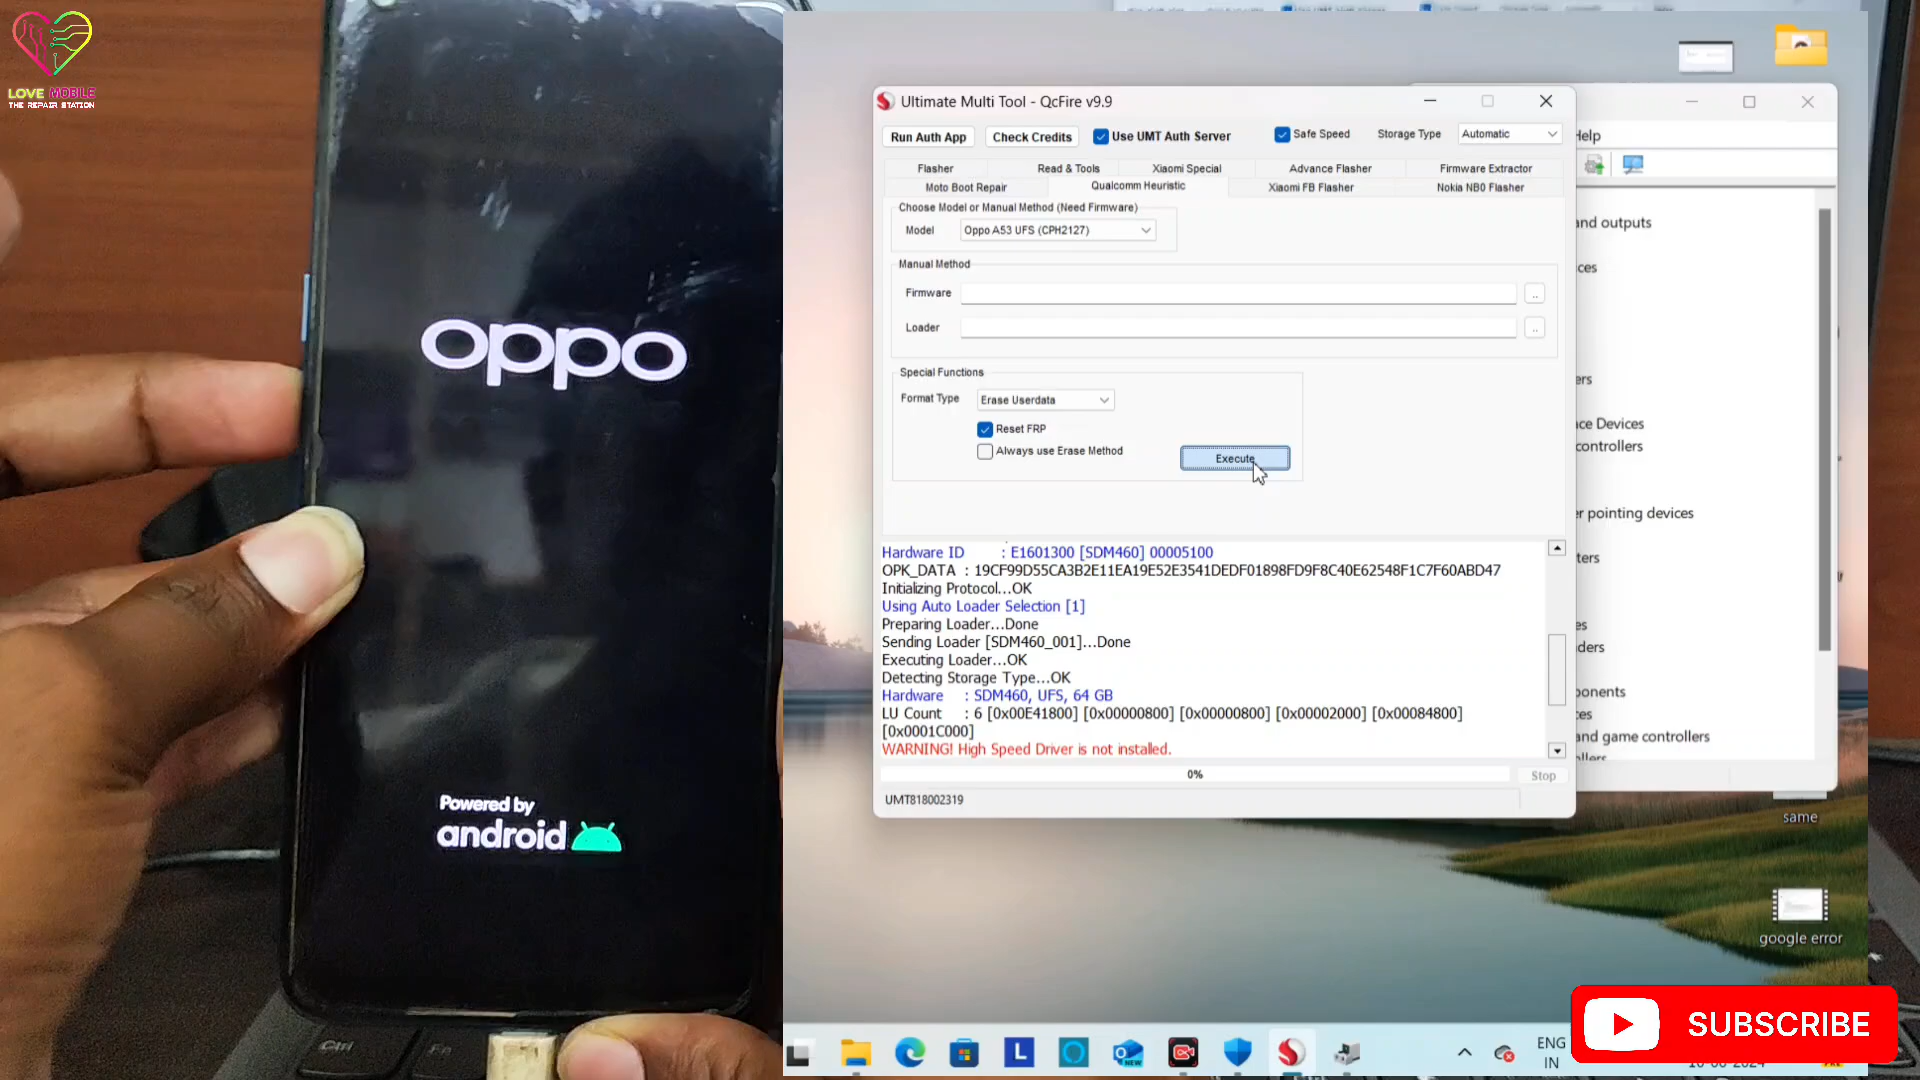 LOVE MOBILE
THE REPAIR STATION
oppo
Powered by
android
Ctrl
Fn
Ultimate Multi Tool - QcFire v9.9
Run Auth App
Check Credits
Use UMT Auth Server
Safe Speed
Storage Type
Automatic
Flasher
Read & Tools
Xiaomi Special
Advance Flasher
Firmware Extractor
Moto Boot Repair
Qualcomm Heuristic
Xiaomi FB Flasher
Nokia NB0 Flasher
Choose Model or Manual Method (Need Firmware)
Model
Oppo A53 UFS (CPH2127)
Manual Method
Firmware
..
Loader
..
Special Functions
Format Type
Erase Userdata
Reset FRP
Always use Erase Method
Execute
Hardware ID : E1601300 [SDM460] 00005100
OPK_DATA : 19CF99D55CA3B2E11EA19E52E3541DEDF01898FD9F8C40E62548F1C7F60ABD47
Initializing Protocol...OK
Using Auto Loader Selection [1]
Preparing Loader...Done
Sending Loader [SDM460_001]...Done
Executing Loader...OK
Detecting Storage Type...OK
Hardware : SDM460, UFS, 64 GB
LU Count : 6 [0x00E41800] [0x00000800] [0x00000800] [0x00002000] [0x00084800]
[0x0001C000]
WARNING! High Speed Driver is not installed.
0%
Stop
UMT818002319
Help
and outputs
ces
ers
ce Devices
controllers
r pointing devices
ters
es
ders
ponents
ces
and game controllers
same
google error
L
NEW
ENG
IN
SUBSCRIBE